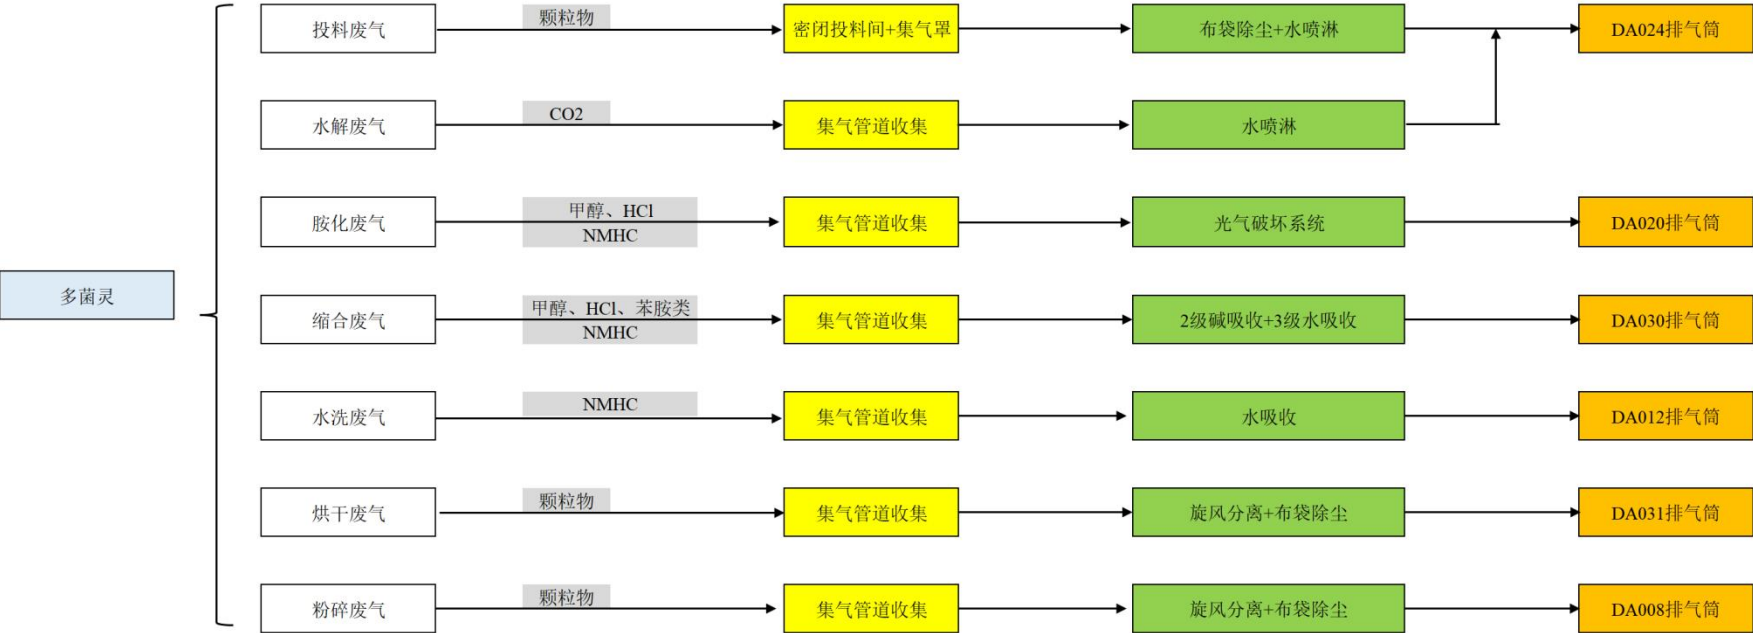 投料废气
颗粒物
密闭投料间+集气罩
布袋除尘+水喷淋
DA024排气筒
水解废气
CO2
集气管道收集
水喷淋
胺化废气
甲醇、HCl
NMHC
集气管道收集
光气破坏系统
DA020排气筒
多菌灵
缩合废气
甲醇、HCl、苯胺类
NMHC
集气管道收集
2级碱吸收+3级水吸收
DA030排气筒
水洗废气
NMHC
集气管道收集
水吸收
DA012排气筒
烘干废气
颗粒物
集气管道收集
旋风分离+布袋除尘
DA031排气筒
粉碎废气
颗粒物
集气管道收集
旋风分离+布袋除尘
DA008排气筒